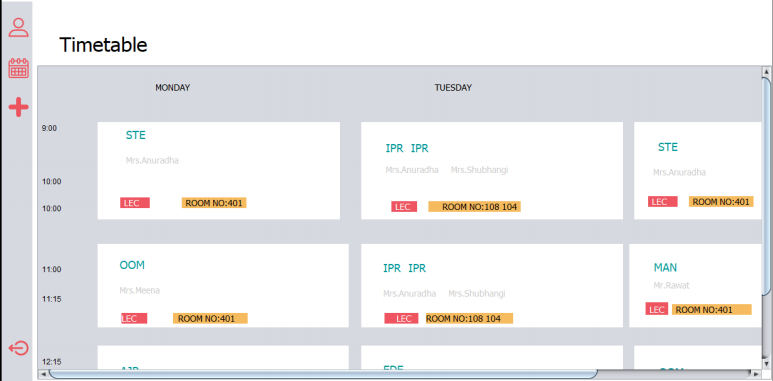 Timetable
MONDAY TUESDAY
9:00
STE
Mrs.Anuradha
LEC ROOM NO:401
IPR IPR
Mrs.Anuradha Mrs.Shubhangi
LEC ROOM NO:108 104
STE
Mrs.Anuradha
LEC ROOM NO:401
10:00
10:00
OOM
Mrs.Meena
LEC ROOM NO:401
IPR IPR
Mrs.Anuradha Mrs.Shubhangi
LEC ROOM NO:108 104
MAN
Mr.Rawat
LEC ROOM NO:401
11:00
11:15
12:15